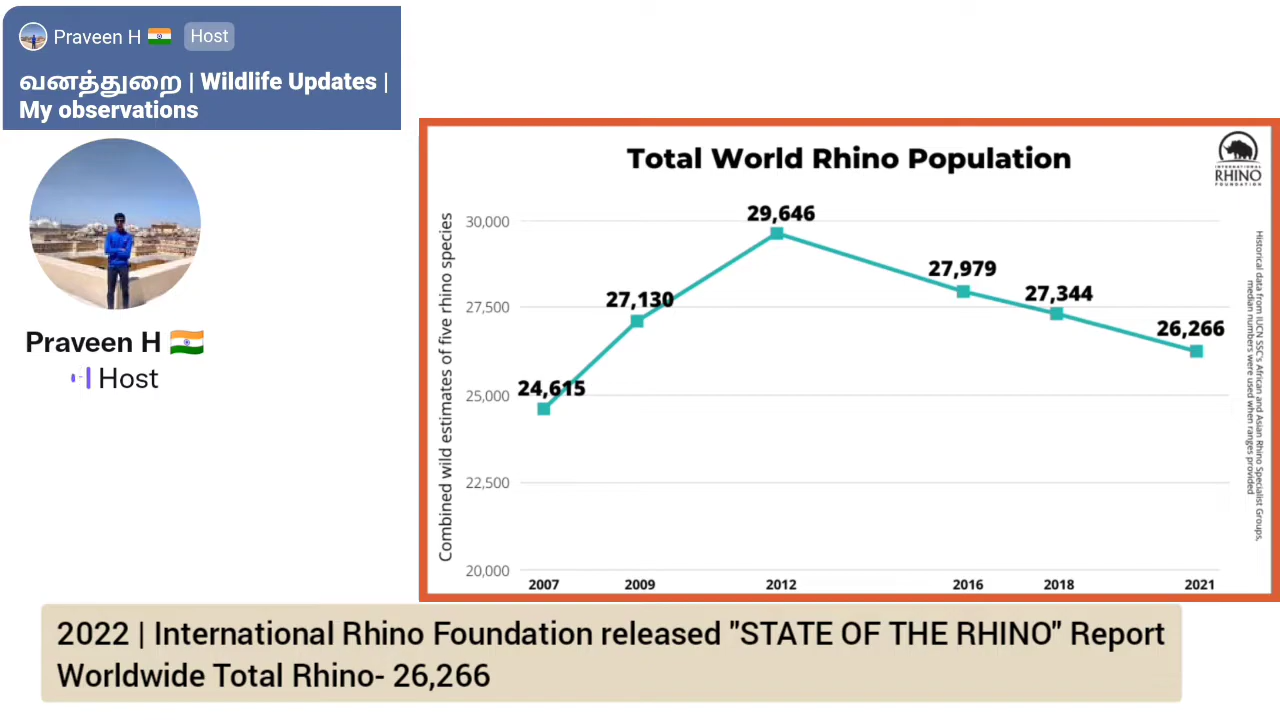 Praveen H Host
வனத்துறை | Wildlife Updates |
My observations
Praveen H
Host
Total World Rhino Population
INTERNATIONAL
RHINO
FOUNDATION
Combined wild estimates of five rhino species
30,000
27,500
25,000
22,500
20,000
24,615
27,130
29,646
27,979
27,344
26,266
2007 2009 2012 2016 2018 2021
Historical data from IUCN SSC's African and Asian Rhino Specialist Groups,
median numbers were used when ranges provided
2022 | International Rhino Foundation released "STATE OF THE RHINO" Report
Worldwide Total Rhino- 26,266